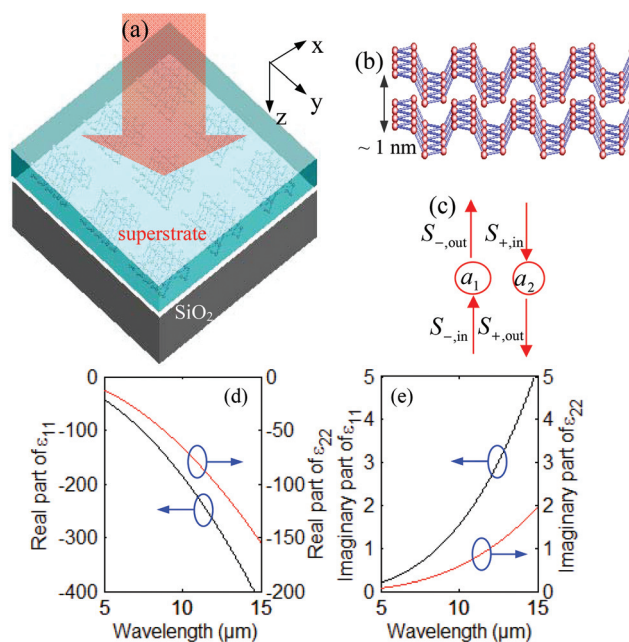 (a)
x
y
z
superstrate
SiO₂
(b)
~ 1 nm
(c)
S₋,out S₊,in
a₁ a₂
S₋,in S₊,out
(d)
0
-100
-200
-300
-400
Real part of ε₁₁
0
-50
-100
-150
-200
Real part of ε₂₂
5 10 15
Wavelength (μm)
(e)
5
4
3
2
1
0
Imaginary part of ε₁₁
5
4
3
2
1
0
Imaginary part of ε₂₂
5 10 15
Wavelength (μm)